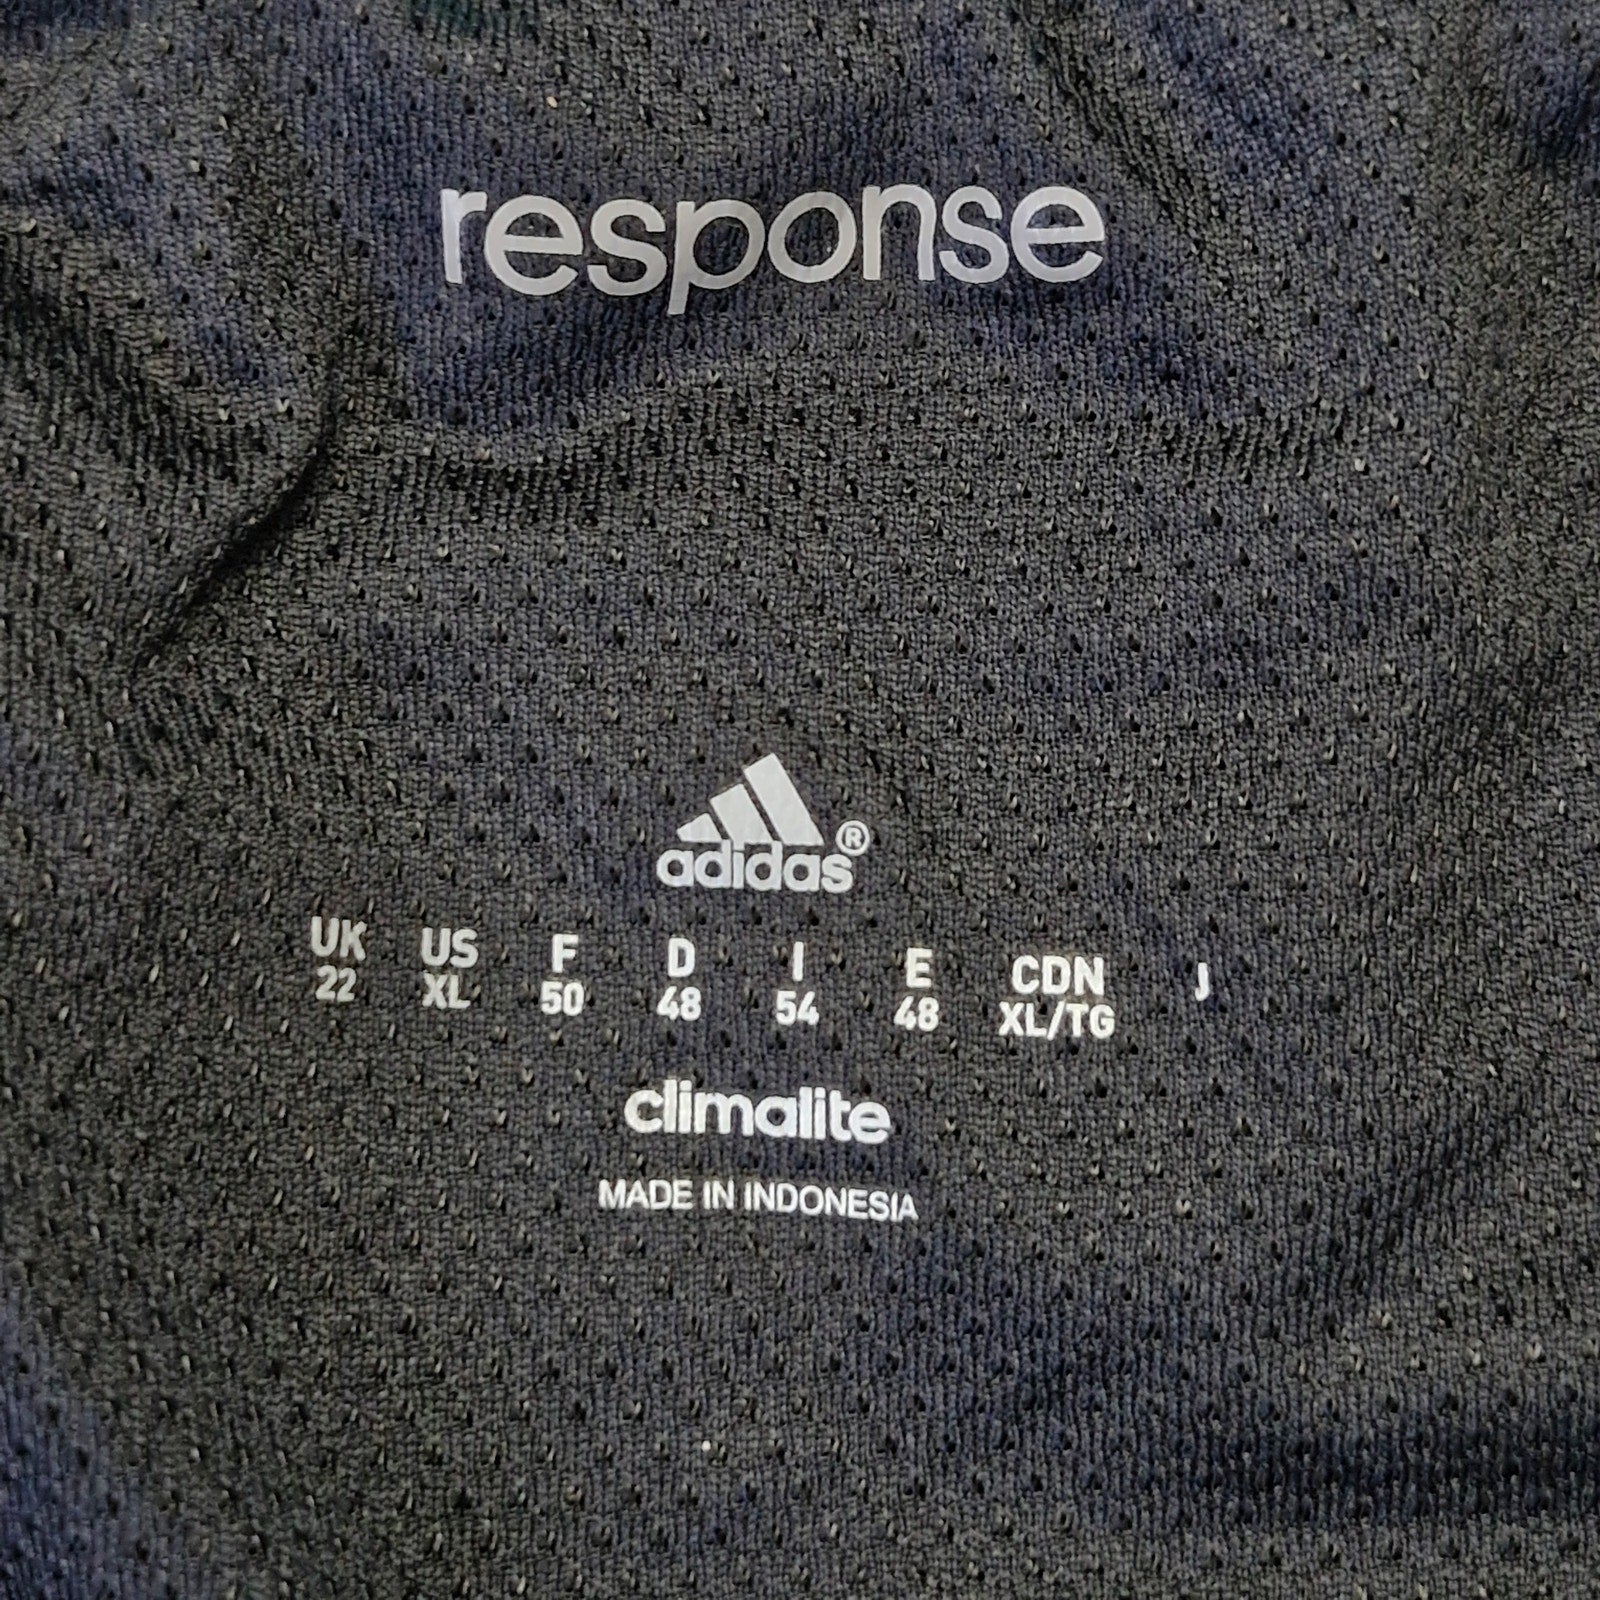 response
adidas®
UK US F D I E CDN J
22 XL 50 48 54 48 XL/TG
climalite
MADE IN INDONESIA